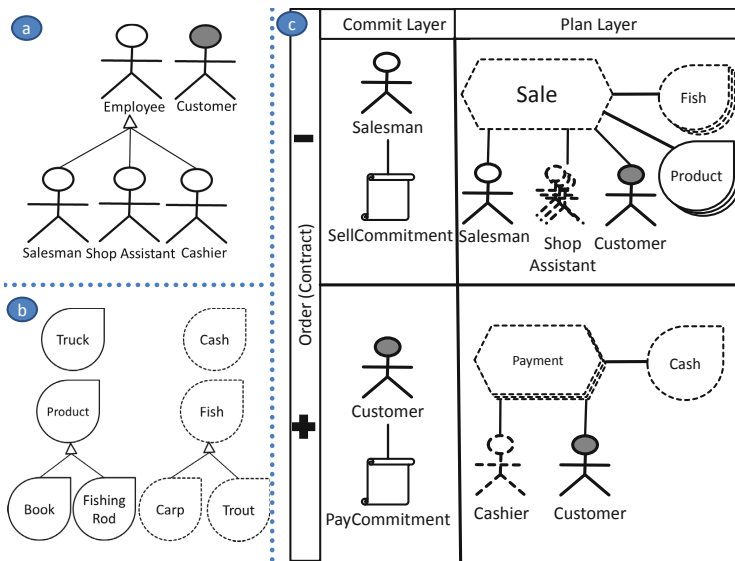 a
Employee Customer
Salesman Shop Assistant Cashier
b
Truck
Cash
Product
Fish
Book
Fishing
Rod
Carp
Trout
c
Commit Layer
Plan Layer
Order (Contract)
Salesman
SellCommitment
Sale
Fish
Product
Salesman
Shop
Assistant
Customer
Customer
PayCommitment
Payment
Cash
Cashier
Customer